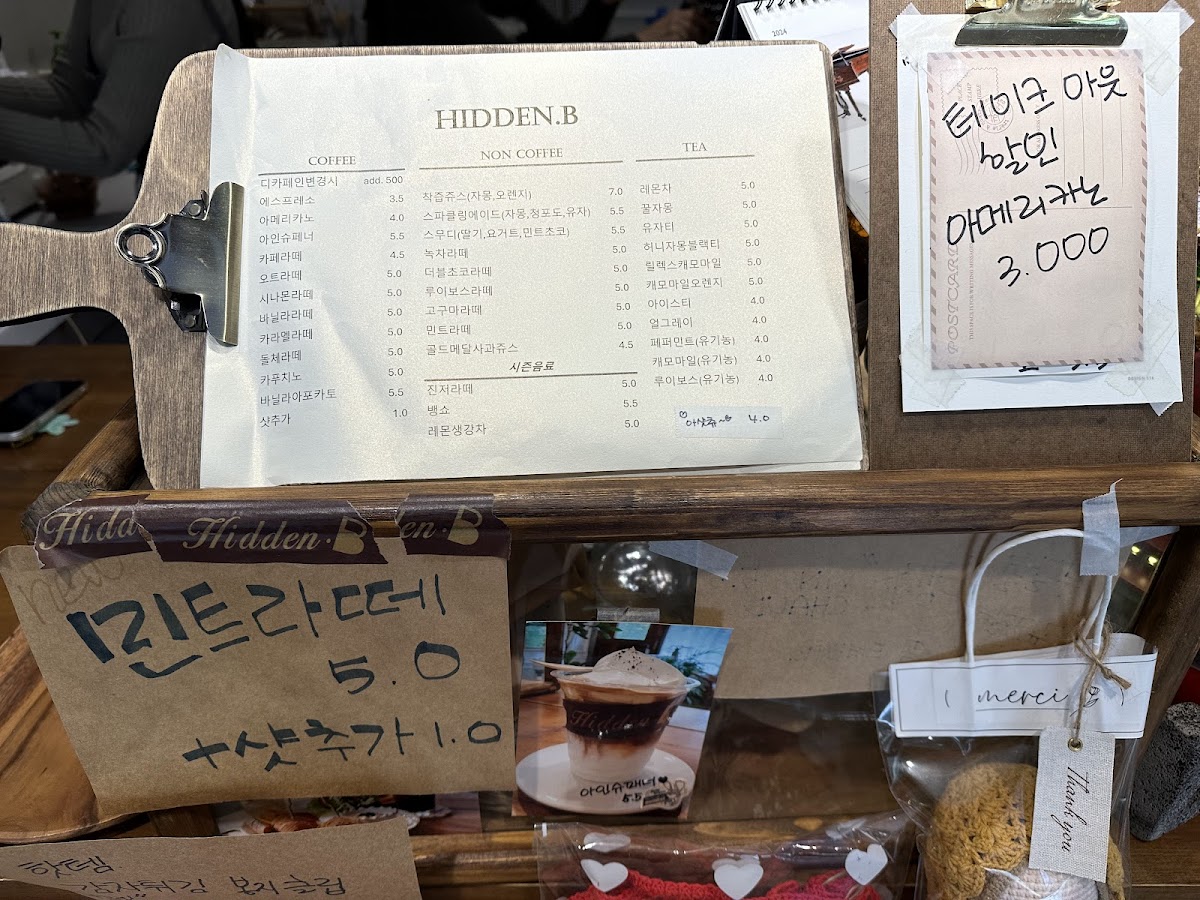 2024
HIDDEN.B
COFFEE
디카페인변경시 add. 500
에스프레소 3.5
아메리카노 4.0
아인슈페너 5.5
카페라떼 4.5
오트라떼 5.0
시나몬라떼 5.0
바닐라라떼 5.0
카라멜라떼 5.0
돌체라떼 5.0
카푸치노 5.0
바닐라아포카토 5.5
샷추가 1.0
NON COFFEE
착즙쥬스(자몽,오렌지) 7.0
스파클링에이드(자몽,청포도,유자) 5.5
스무디(딸기,요거트,민트초코) 5.5
녹차라떼 5.0
더블초코라떼 5.0
루이보스라떼 5.0
고구마라떼 5.0
민트라떼 5.0
골드메달사과쥬스 4.5
시즌음료
진저라떼 5.0
뱅쇼 5.5
레몬생강차 5.0
TEA
레몬차 5.0
꿀자몽 5.0
유자티 5.0
허니자몽블랙티 5.0
릴렉스캐모마일 5.0
캐모마일오렌지 5.0
아이스티 4.0
얼그레이 4.0
페퍼민트(유기농) 4.0
캐모마일(유기농) 4.0
루이보스(유기농) 4.0
아샷추 4.0
테이크 아웃
할인
아메리카노
3.000
POSTCARD
Hidd
Hidden.B
en.B
new
민트라떼
5.0
+샷추가 1.0
Hidden
아인슈페너♥
5.5
( merci
Thank you
핫템
감자튀김